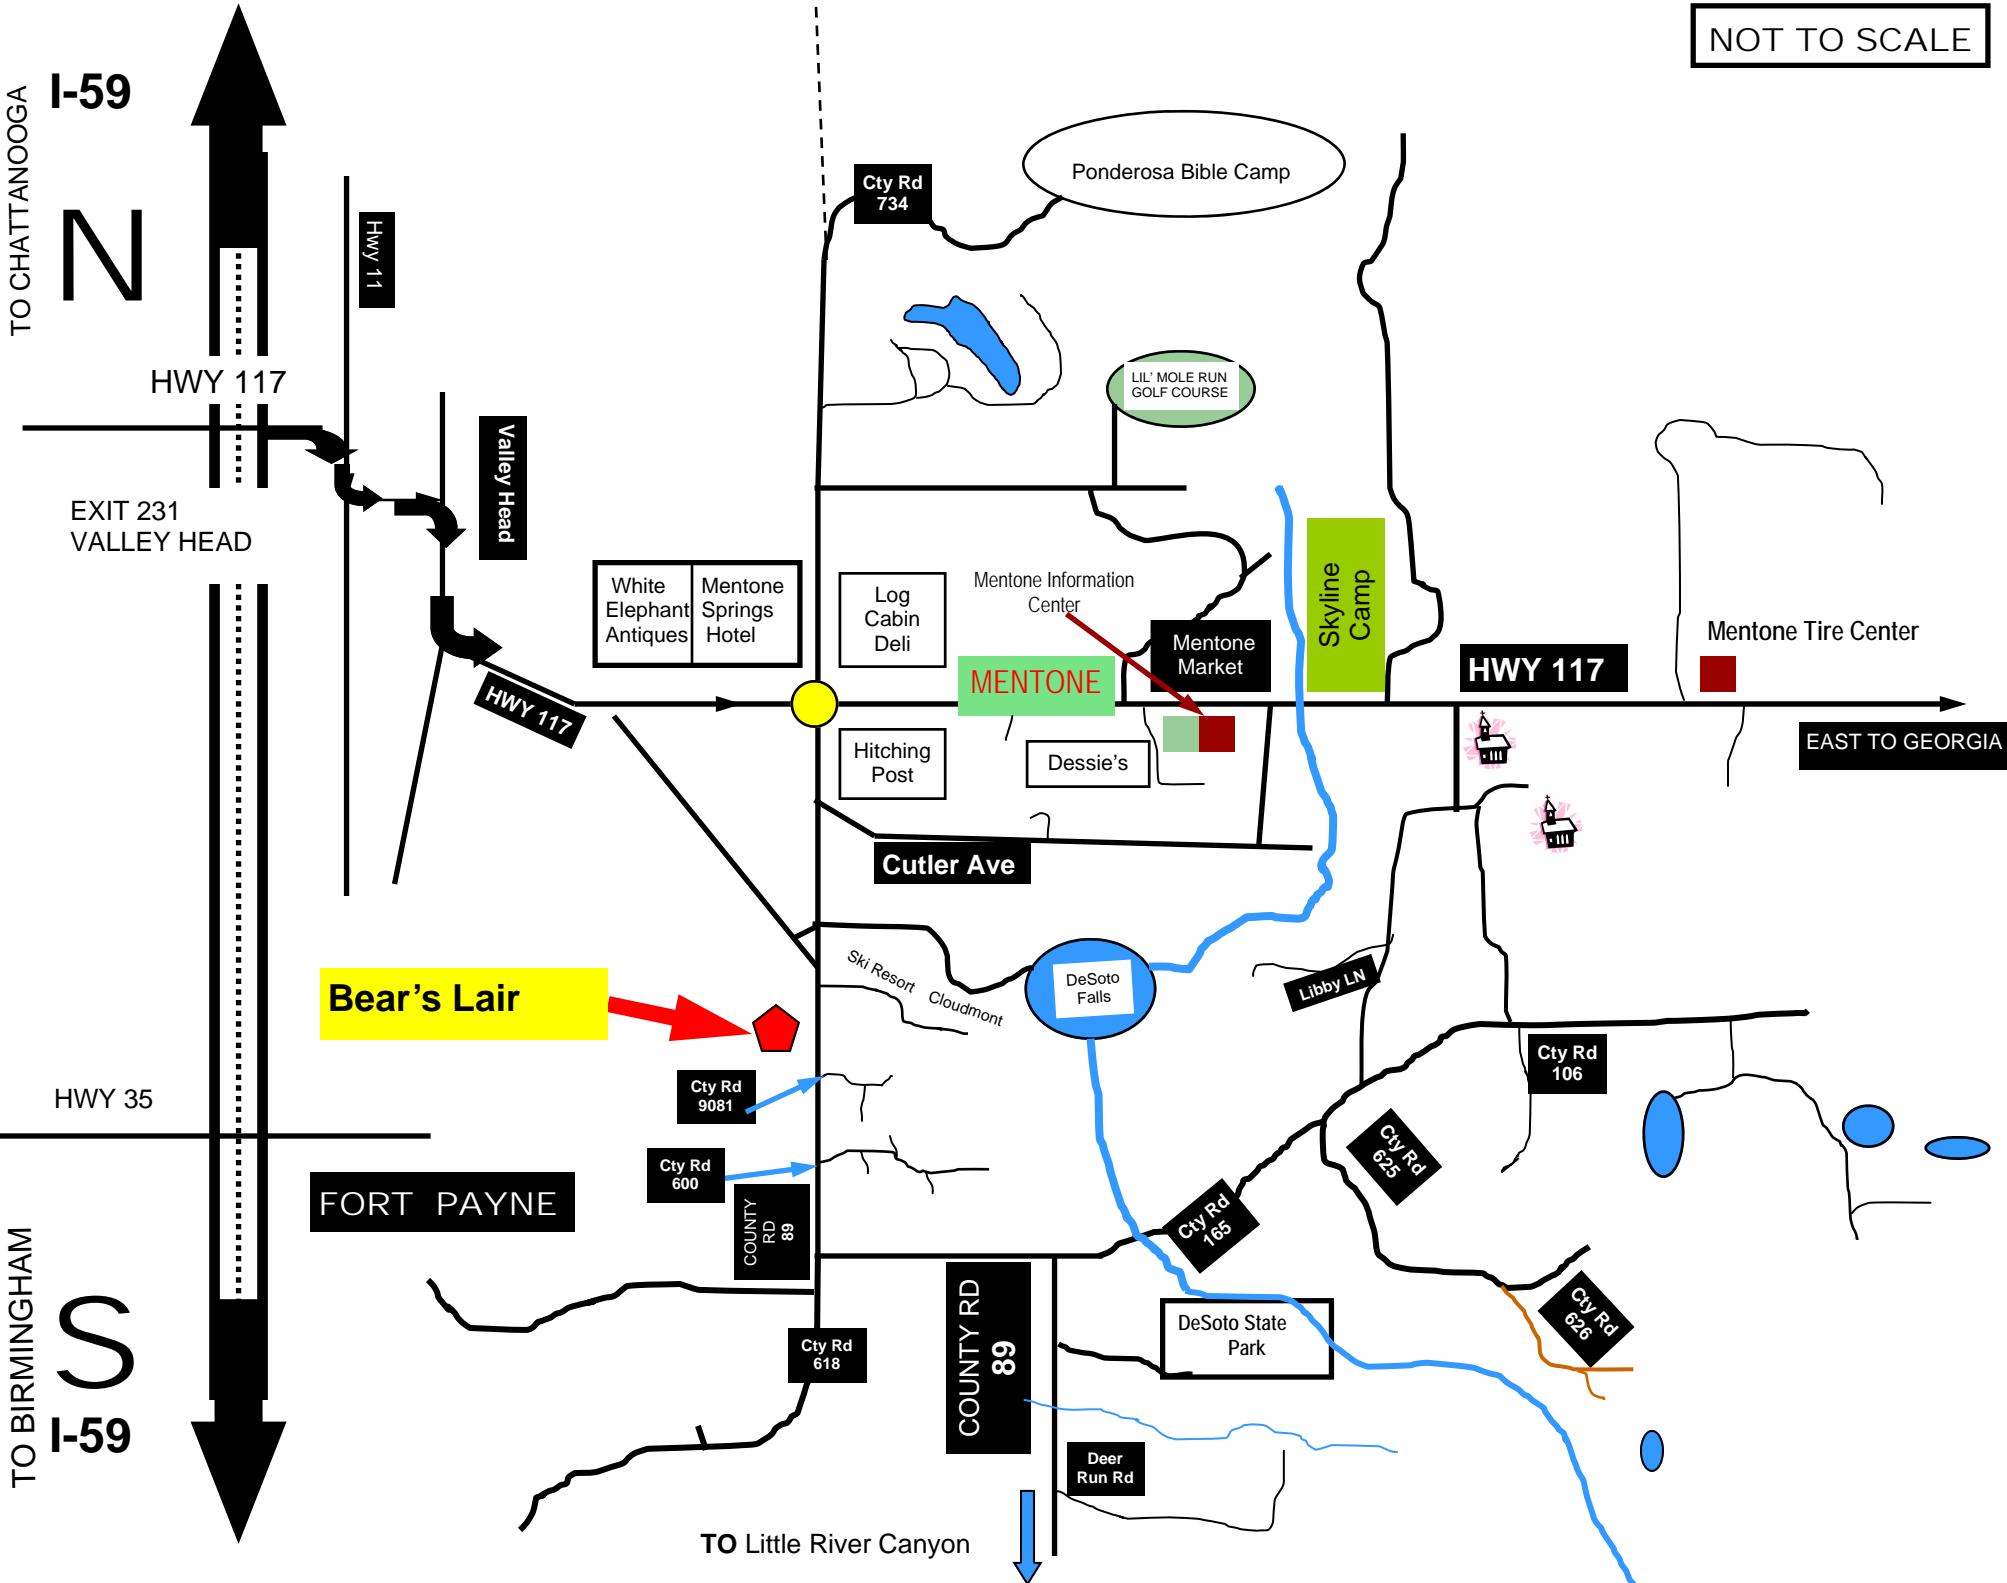 NOT TO SCALE
I-59
TO CHATTANOOGA
N
Hwy 11
Cty Rd
734
Ponderosa Bible Camp
HWY 117
LIL' MOLE RUN
GOLF COURSE
Valley Head
EXIT 231
VALLEY HEAD
White
Elephant
Antiques
Mentone
Springs
Hotel
Log
Cabin
Deli
Mentone Information
Center
Mentone
Market
Skyline
Camp
Mentone Tire Center
MENTONE
HWY 117
HWY 117
EAST TO GEORGIA
Hitching
Post
Dessie's
Cutler Ave
Ski Resort Cloudmont
DeSoto
Falls
Libby LN
Bear’s Lair
Cty Rd
106
Cty Rd
9081
HWY 35
Cty Rd
625
Cty Rd
600
FORT PAYNE
COUNTY
RD
89
Cty Rd
165
TO BIRMINGHAM
S
I-59
Cty Rd
618
COUNTY RD
89
DeSoto State
Park
Cty Rd
626
Deer
Run Rd
TO Little River Canyon